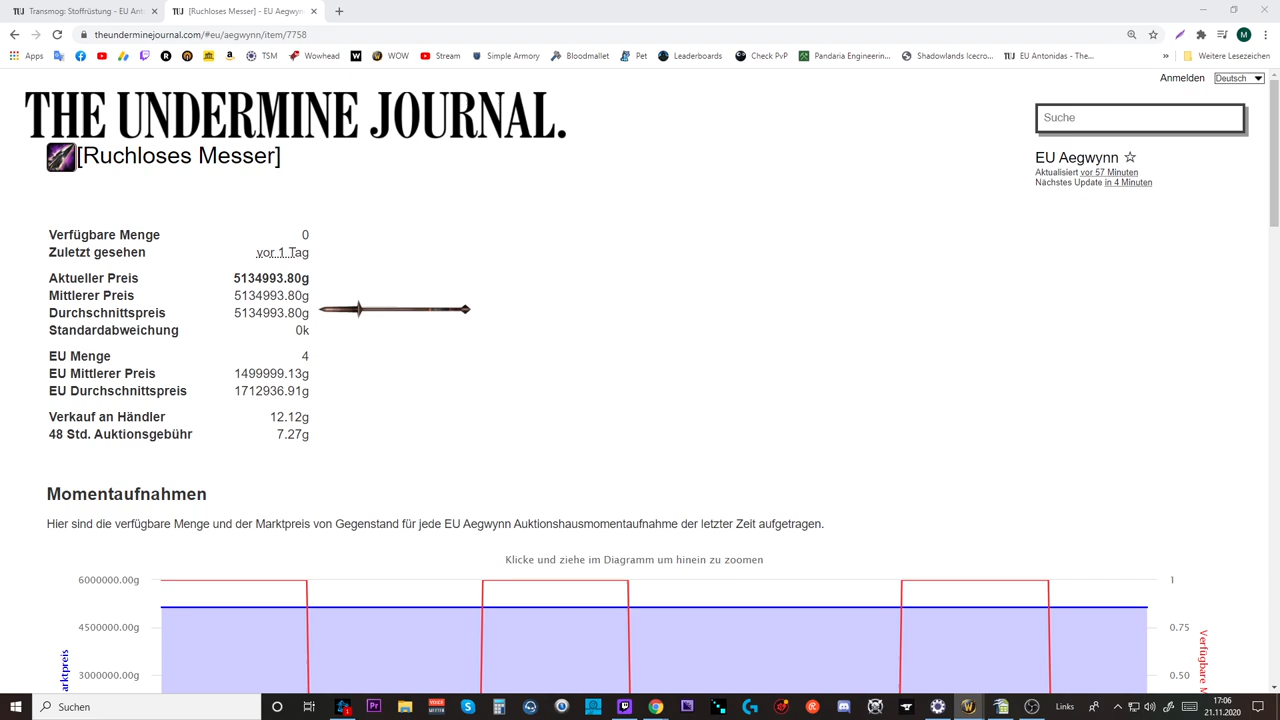 Transmog: Stoffrüstung - EU Ant
[Ruchloses Messer] - EU Aegwynn
theunderminejournal.com/#eu/aegwynn/item/7758
Apps TSM Wowhead WOW Stream Simple Armory Bloodmallet Pet Leaderboards Check PvP Pandaria Engineerin... Shadowlands Icecro... EU Antonidas - The... » Weitere Lesezeichen
Anmelden Deutsch
THE UNDERMINE JOURNAL.
Suche
[Ruchloses Messer]
EU Aegwynn ☆
Aktualisiert vor 57 Minuten
Nächstes Update in 4 Minuten
Verfügbare Menge 0
Zuletzt gesehen vor 1 Tag
Aktueller Preis 5134993.80g
Mittlerer Preis 5134993.80g
Durchschnittspreis 5134993.80g
Standardabweichung 0k
EU Menge 4
EU Mittlerer Preis 1499999.13g
EU Durchschnittspreis 1712936.91g
Verkauf an Händler 12.12g
48 Std. Auktionsgebühr 7.27g
Momentaufnahmen
Hier sind die verfügbare Menge und der Marktpreis von Gegenstand für jede EU Aegwynn Auktionshausmomentaufnahme der letzter Zeit aufgetragen.
Klicke und ziehe im Diagramm um hinein zu zoomen
6000000.00g 1
4500000.00g 0.75
3000000.00g 0.50
arktpreis
Verfügbare M
Suchen
Links
17:06
21.11.2020